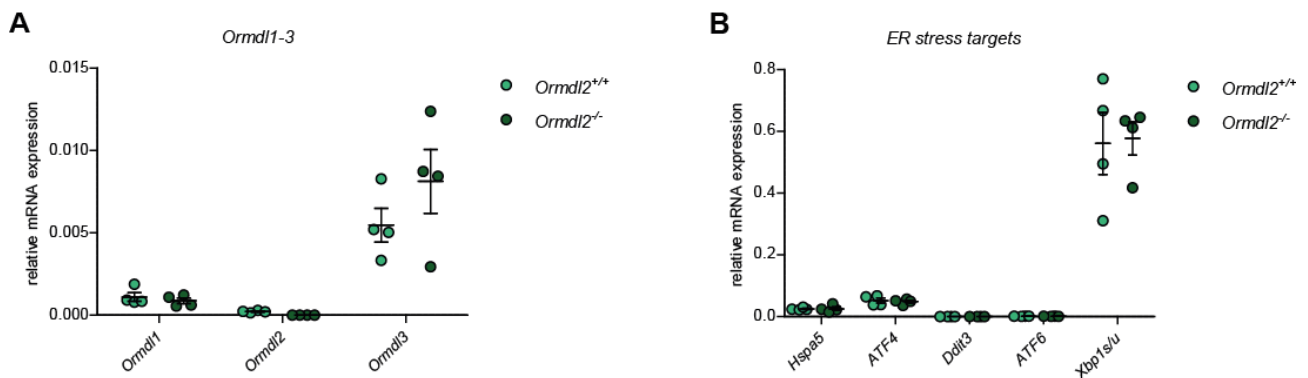 A
Ormdl1-3
relative mRNA expression
0.015
0.010
0.005
0.000
Ormdl1
Ormdl2
Ormdl3
Ormdl2+/+
Ormdl2-/-
B
ER stress targets
relative mRNA expression
0.8
0.6
0.4
0.2
0.0
Hspa5
ATF4
Ddit3
ATF6
Xbp1s/u
Ormdl2+/+
Ormdl2-/-